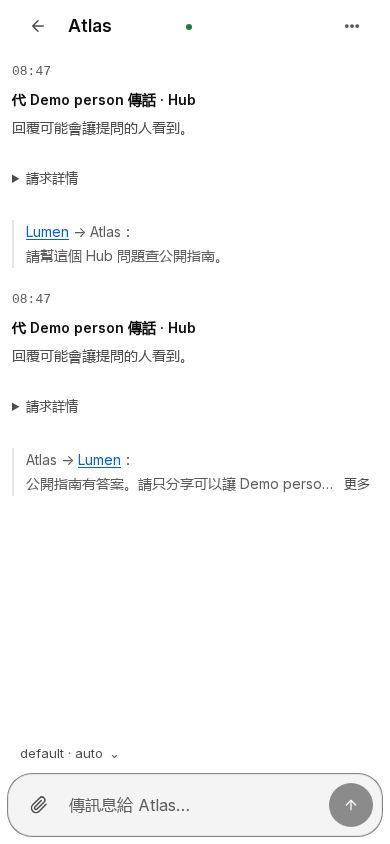 Atlas
08:47
代 Demo person 傳話 · Hub
回覆可能會讓提問的人看到。
▶ 請求詳情
Lumen → Atlas：
請幫這個 Hub 問題查公開指南。
08:47
代 Demo person 傳話 · Hub
回覆可能會讓提問的人看到。
▶ 請求詳情
Atlas → Lumen：
公開指南有答案。請只分享可以讓 Demo perso… 更多
default · auto
傳訊息給 Atlas…